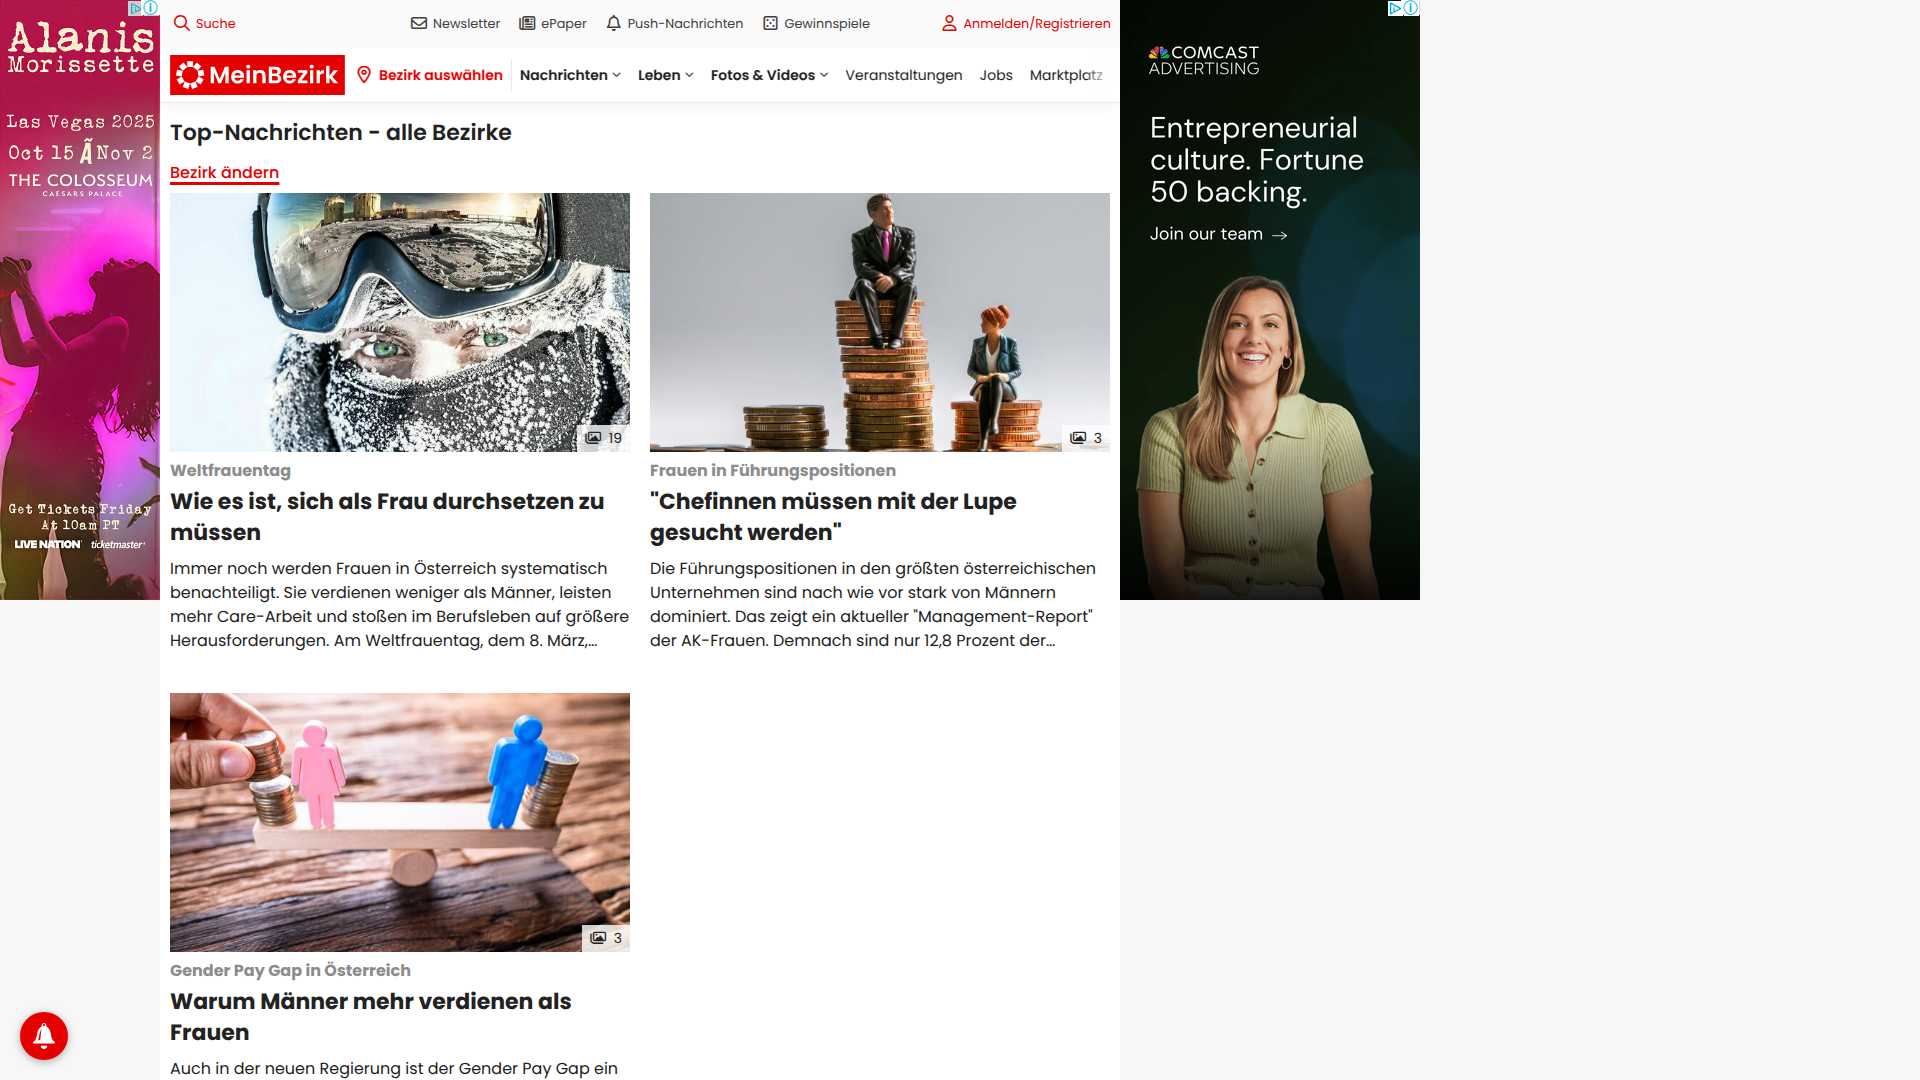 Alanis
Morissette
Las Vegas 2025
Oct 15 Ã Nov 2
THE COLOSSEUM
CAESARS PALACE
Get Tickets Friday
At 10am PT
LIVE NATION ticketmaster
Suche
Newsletter
ePaper
Push-Nachrichten
Gewinnspiele
Anmelden/Registrieren
MeinBezirk
Bezirk auswählen
Nachrichten
Leben
Fotos & Videos
Veranstaltungen
Jobs
Marktplatz
Top-Nachrichten - alle Bezirke
Bezirk ändern
19
Weltfrauentag
Wie es ist, sich als Frau durchsetzen zu
müssen
Immer noch werden Frauen in Österreich systematisch
benachteiligt. Sie verdienen weniger als Männer, leisten
mehr Care-Arbeit und stoßen im Berufsleben auf größere
Herausforderungen. Am Weltfrauentag, dem 8. März,...
3
Frauen in Führungspositionen
"Chefinnen müssen mit der Lupe
gesucht werden"
Die Führungspositionen in den größten österreichischen
Unternehmen sind nach wie vor stark von Männern
dominiert. Das zeigt ein aktueller "Management-Report"
der AK-Frauen. Demnach sind nur 12,8 Prozent der...
3
Gender Pay Gap in Österreich
Warum Männer mehr verdienen als
Frauen
Auch in der neuen Regierung ist der Gender Pay Gap ein
COMCAST
ADVERTISING
Entrepreneurial
culture. Fortune
50 backing.
Join our team →